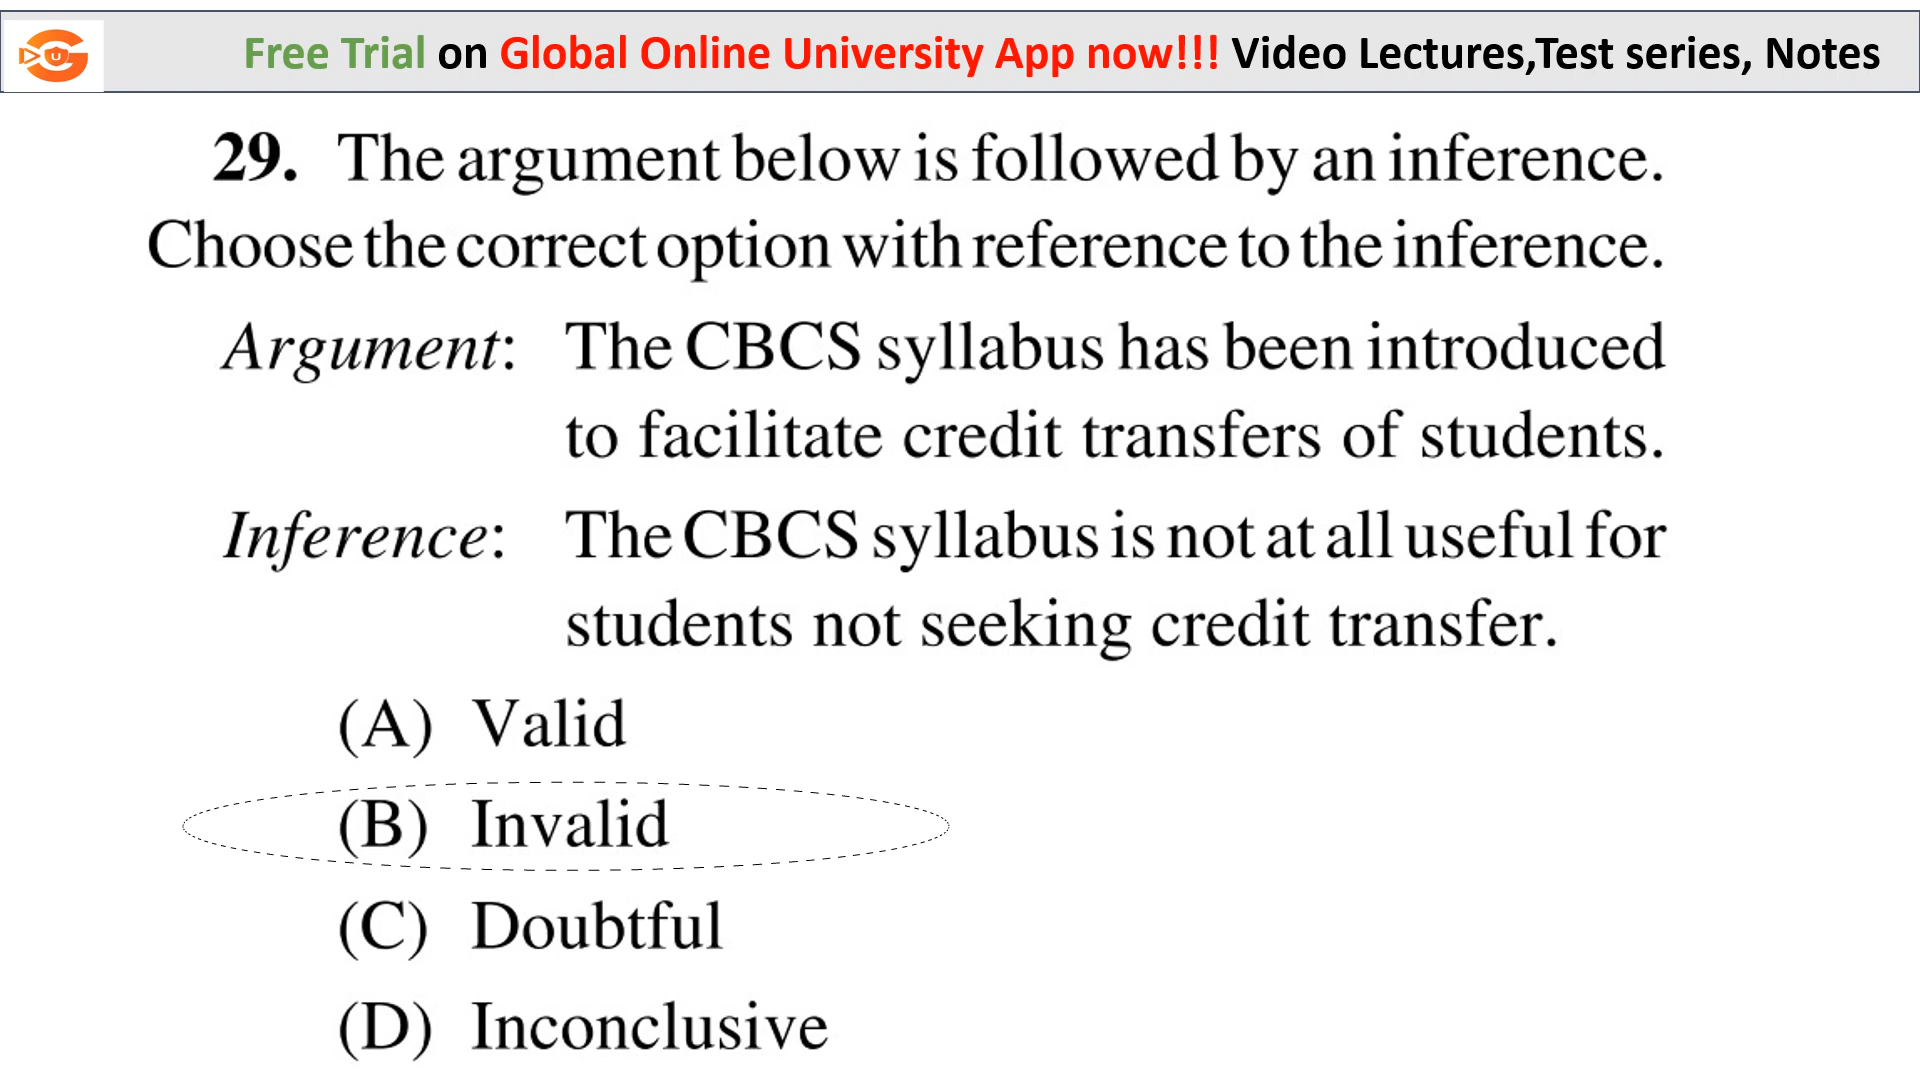 Free Trial on Global Online University App now!!! Video Lectures,Test series, Notes
29. The argument below is followed by an inference.
Choose the correct option with reference to the inference.
Argument: The CBCS syllabus has been introduced
to facilitate credit transfers of students.
Inference: The CBCS syllabus is not at all useful for
students not seeking credit transfer.
(A) Valid
(B) Invalid
(C) Doubtful
(D) Inconclusive